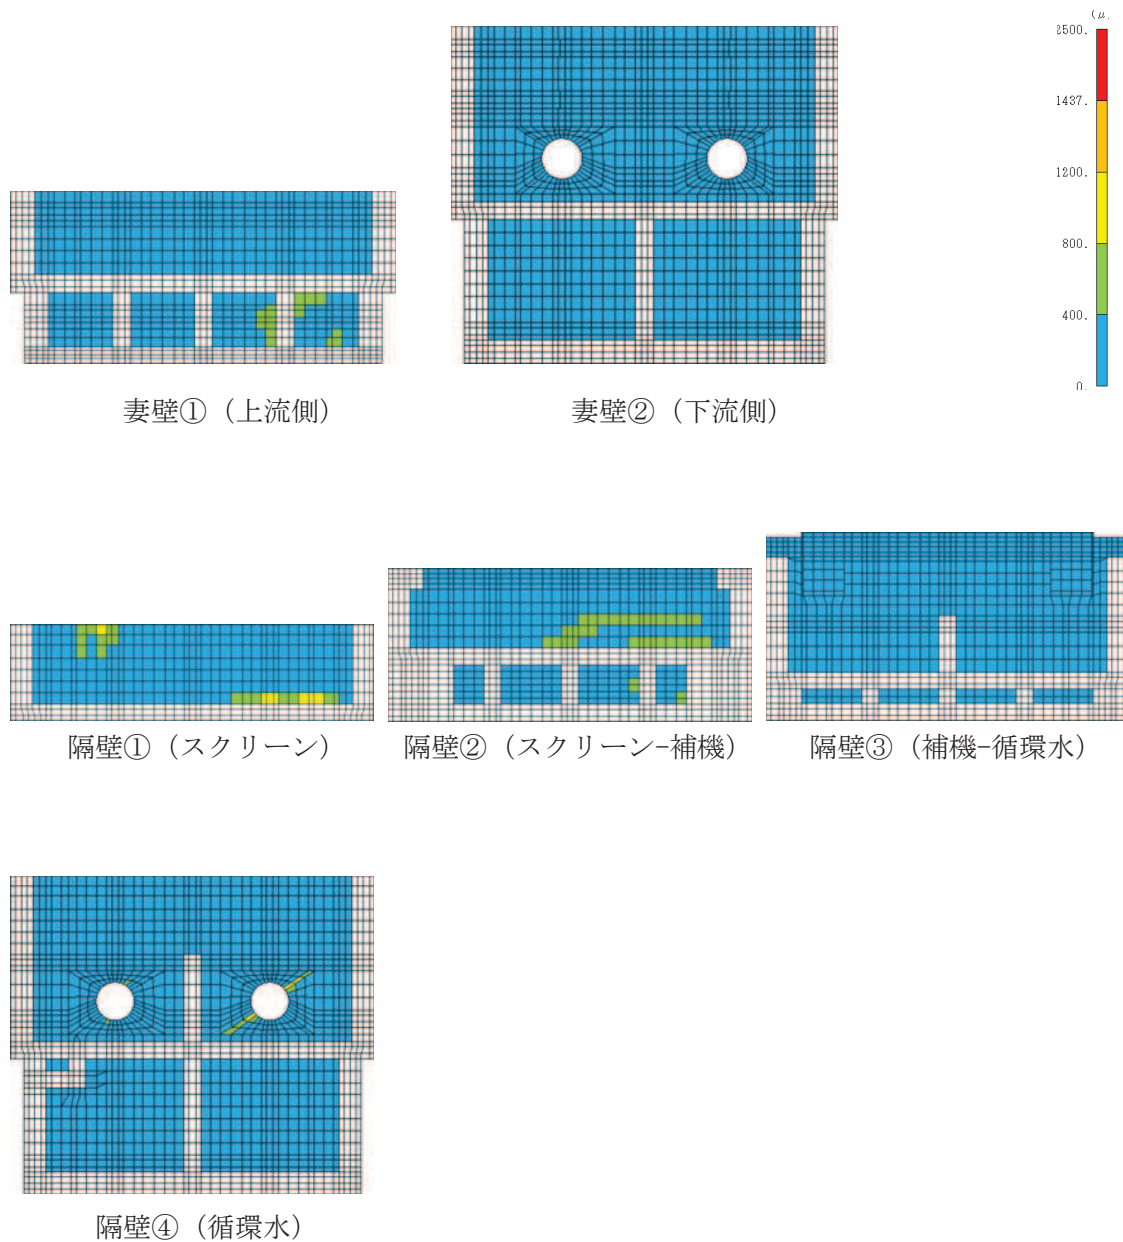 (μ.
2500.
1437.
1200.
800.
400.
0.
妻壁①（上流側）
妻壁②（下流側）
隔壁①（スクリーン）
隔壁②（スクリーン-補機）
隔壁③（補機-循環水）
隔壁④（循環水）